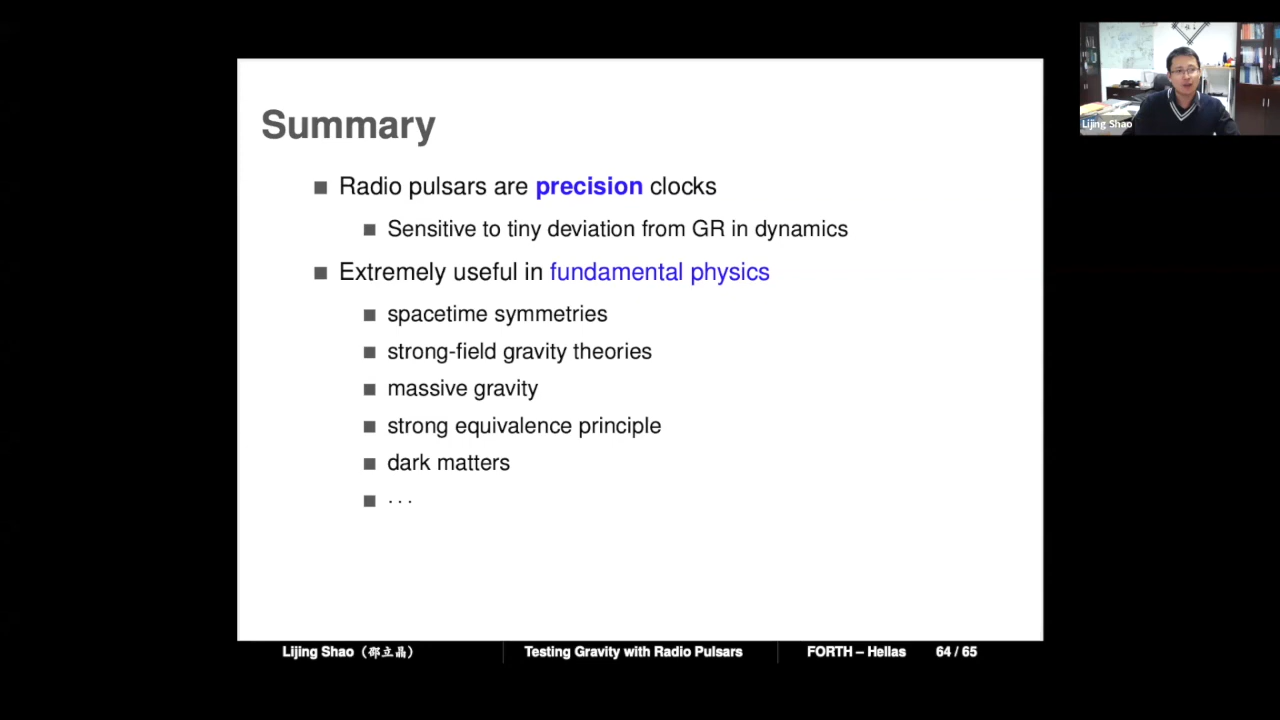 Summary
Radio pulsars are precision clocks
Sensitive to tiny deviation from GR in dynamics
Extremely useful in fundamental physics
spacetime symmetries
strong-field gravity theories
massive gravity
strong equivalence principle
dark matters
. . .
Lijing Shao（邵立晶） Testing Gravity with Radio Pulsars FORTH – Hellas 64 / 65
Lijing Shao